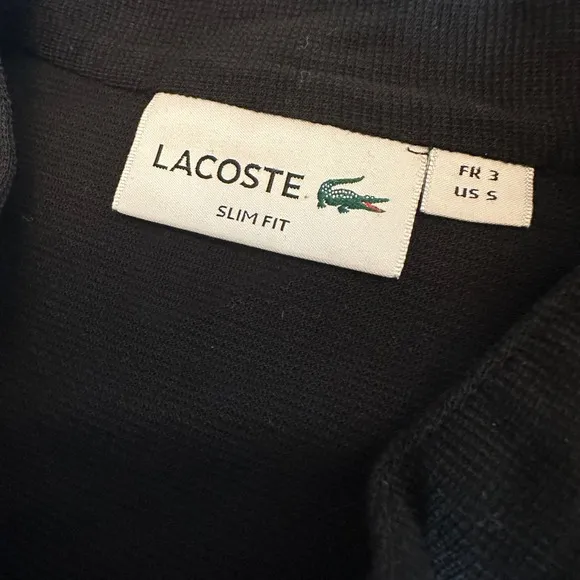 LACOSTE
SLIM FIT
FR 3
US S